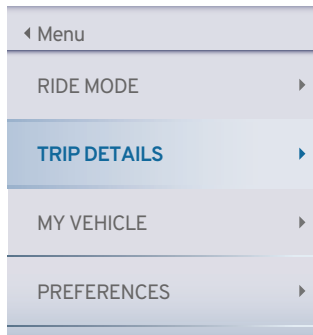 Menu
RIDE MODE
TRIP DETAILS
MY VEHICLE
PREFERENCES